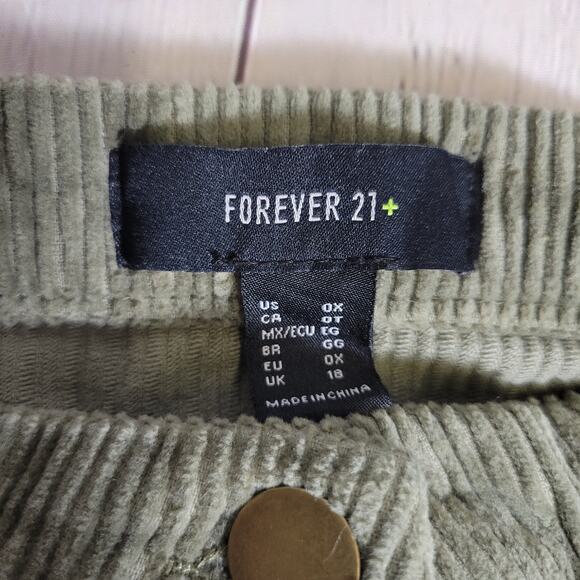 FOREVER 21+
US 0X
CA 0T
MX/ECU EG
BR GG
EU 0X
UK 18
MADE IN CHINA